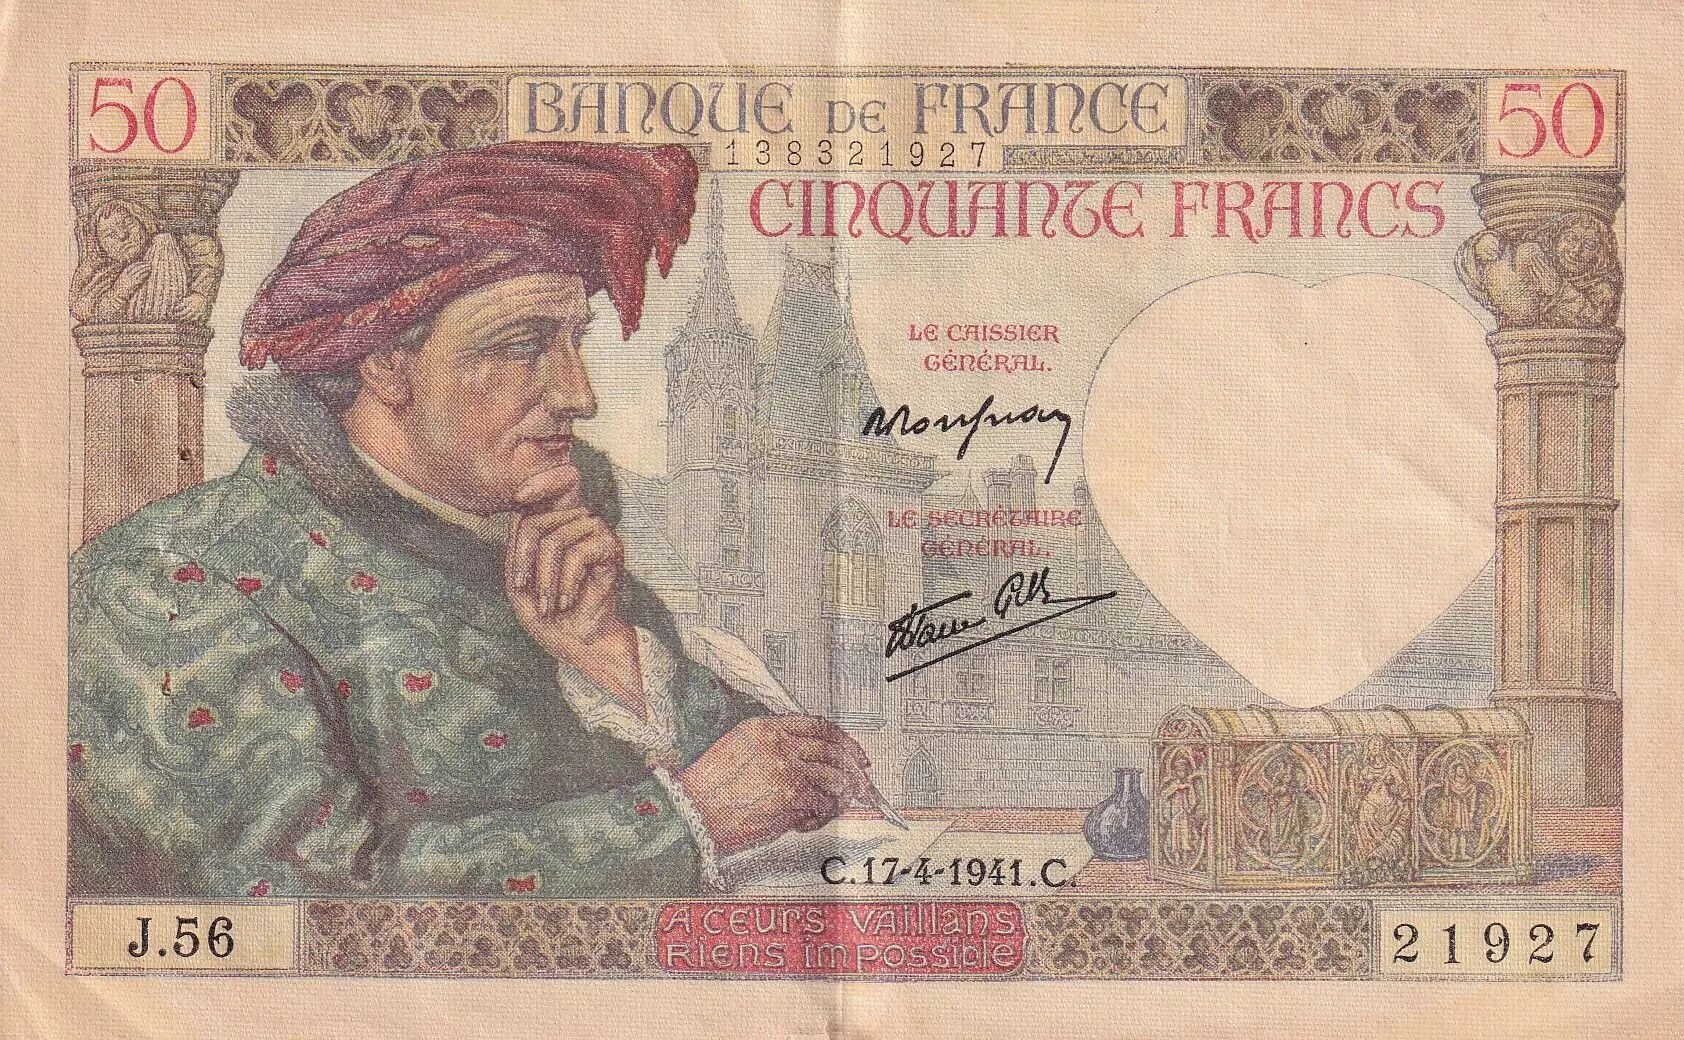 50 BANQUE DE FRANCE 50
138321927
CINQUANTE FRANCS
LE CAISSIER
GÉNÉRAL.
LE SECRÉTAIRE
GÉNÉRAL.
C.17-4-1941.C.
J.56
A CEURS VAILLANS
RIENS IMPOSSIBLE
21927